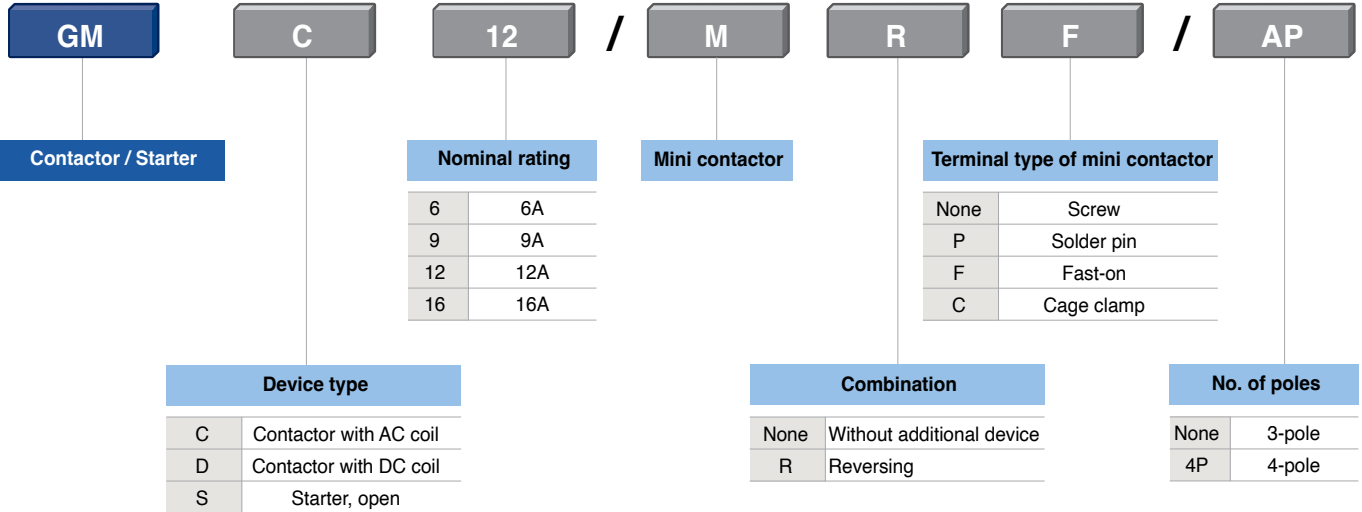 GM C 12 / M R F / AP
Contactor / Starter
Nominal rating
6 6A
9 9A
12 12A
16 16A
Mini contactor
Terminal type of mini contactor
None Screw
P Solder pin
F Fast-on
C Cage clamp
Device type
C Contactor with AC coil
D Contactor with DC coil
S Starter, open
Combination
None Without additional device
R Reversing
No. of poles
None 3-pole
4P 4-pole